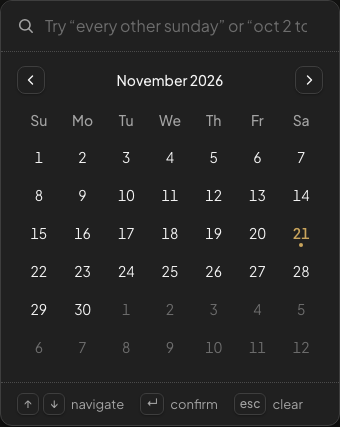 Try “every other sunday” or “oct 2 to
November 2026
Su Mo Tu We Th Fr Sa
1 2 3 4 5 6 7
8 9 10 11 12 13 14
15 16 17 18 19 20 21
22 23 24 25 26 27 28
29 30 1 2 3 4 5
6 7 8 9 10 11 12
↑ ↓ navigate ↵ confirm esc clear